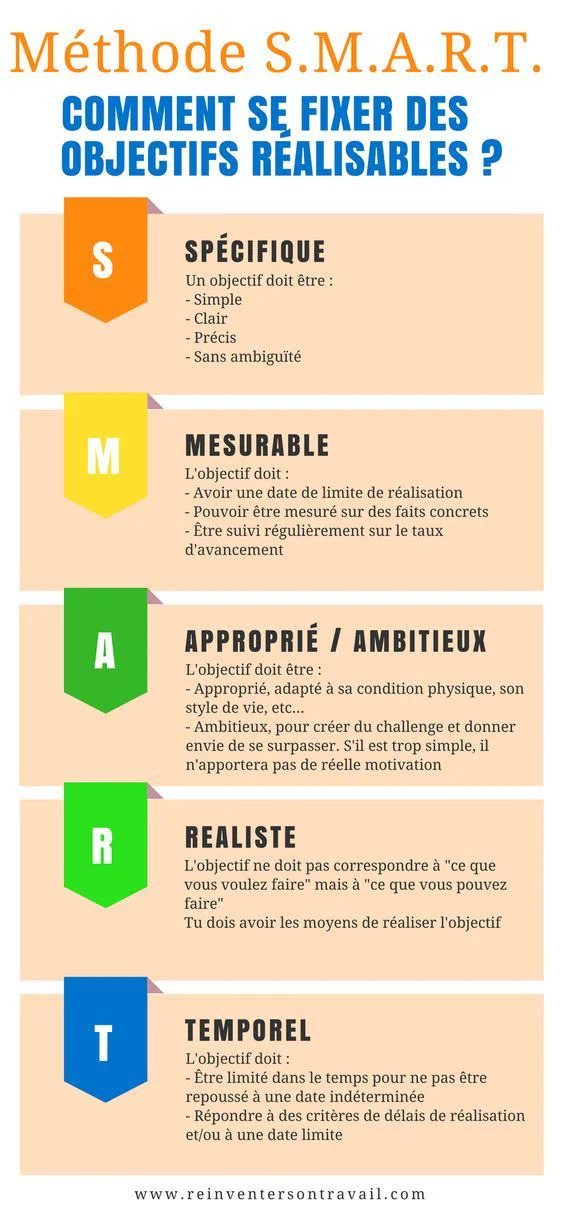 Méthode S.M.A.R.T.
COMMENT SE FIXER DES
OBJECTIFS RÉALISABLES ?
S
SPÉCIFIQUE
Un objectif doit être :
- Simple
- Clair
- Précis
- Sans ambiguïté
M
MESURABLE
L'objectif doit :
- Avoir une date de limite de réalisation
- Pouvoir être mesuré sur des faits concrets
- Être suivi régulièrement sur le taux
d'avancement
A
APPROPRIÉ / AMBITIEUX
L'objectif doit être :
- Approprié, adapté à sa condition physique, son
style de vie, etc...
- Ambitieux, pour créer du challenge et donner
envie de se surpasser. S'il est trop simple, il
n'apportera pas de réelle motivation
R
REALISTE
L'objectif ne doit pas correspondre à "ce que
vous voulez faire" mais à "ce que vous pouvez
faire"
Tu dois avoir les moyens de réaliser l'objectif
T
TEMPOREL
L'objectif doit :
- Être limité dans le temps pour ne pas être
repoussé à une date indéterminée
- Répondre à des critères de délais de réalisation
et/ou à une date limite
www.reinventersontravail.com